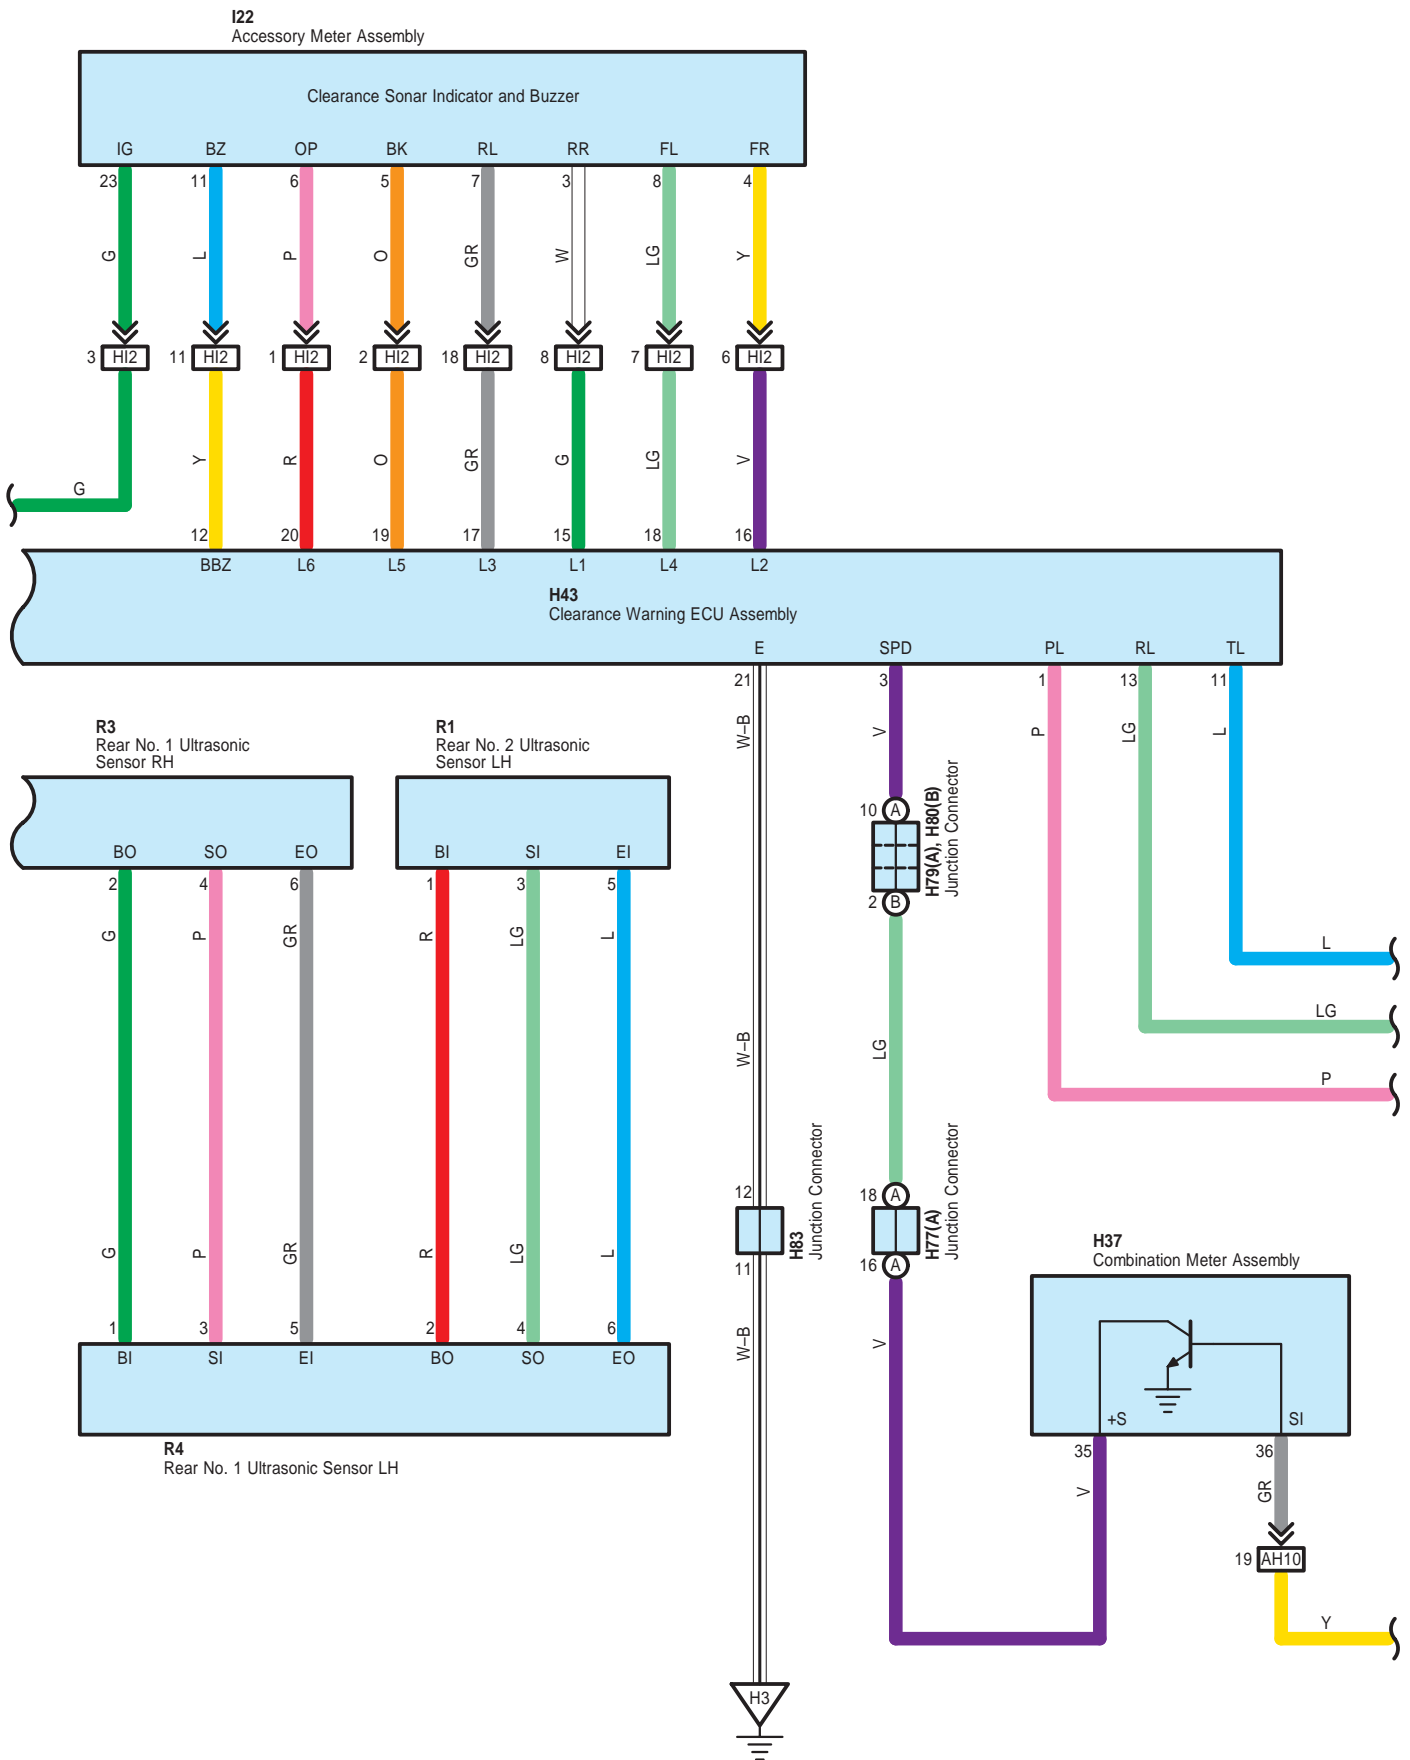 I22
Accessory Meter Assembly
Clearance Sonar Indicator and Buzzer
IG BZ OP BK RL RR FL FR
23 11 6 5 7 3 8 4
G L P O GR W LG Y
3 HI2 11 HI2 1 HI2 2 HI2 18 HI2 8 HI2 7 HI2 6 HI2
Y R O GR G LG V
G
12 20 19 17 15 18 16
BBZ L6 L5 L3 L1 L4 L2
H43
Clearance Warning ECU Assembly
E SPD PL RL TL
21 3 1 13 11
W–B V P LG L
R3
Rear No. 1 Ultrasonic
Sensor RH
R1
Rear No. 2 Ultrasonic
Sensor LH
10 A
H79(A), H80(B)
Junction Connector
2 B
BO SO EO BI SI EI
2 4 6 1 3 5
G P GR R LG L
L
LG
P
W–B LG
12
H83
Junction Connector
11
18 A
H77(A)
Junction Connector
16 A
G P GR R LG L
1 3 5 2 4 6
BI SI EI BO SO EO
R4
Rear No. 1 Ultrasonic Sensor LH
W–B V
H37
Combination Meter Assembly
+S SI
35 36
V GR
19 AH10
Y
H3